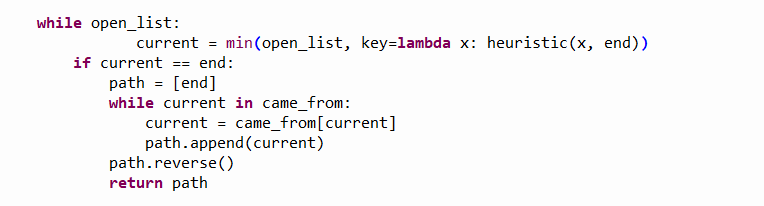 while open_list:
            current = min(open_list, key=lambda x: heuristic(x, end))
    if current == end:
        path = [end]
        while current in came_from:
            current = came_from[current]
            path.append(current)
        path.reverse()
        return path